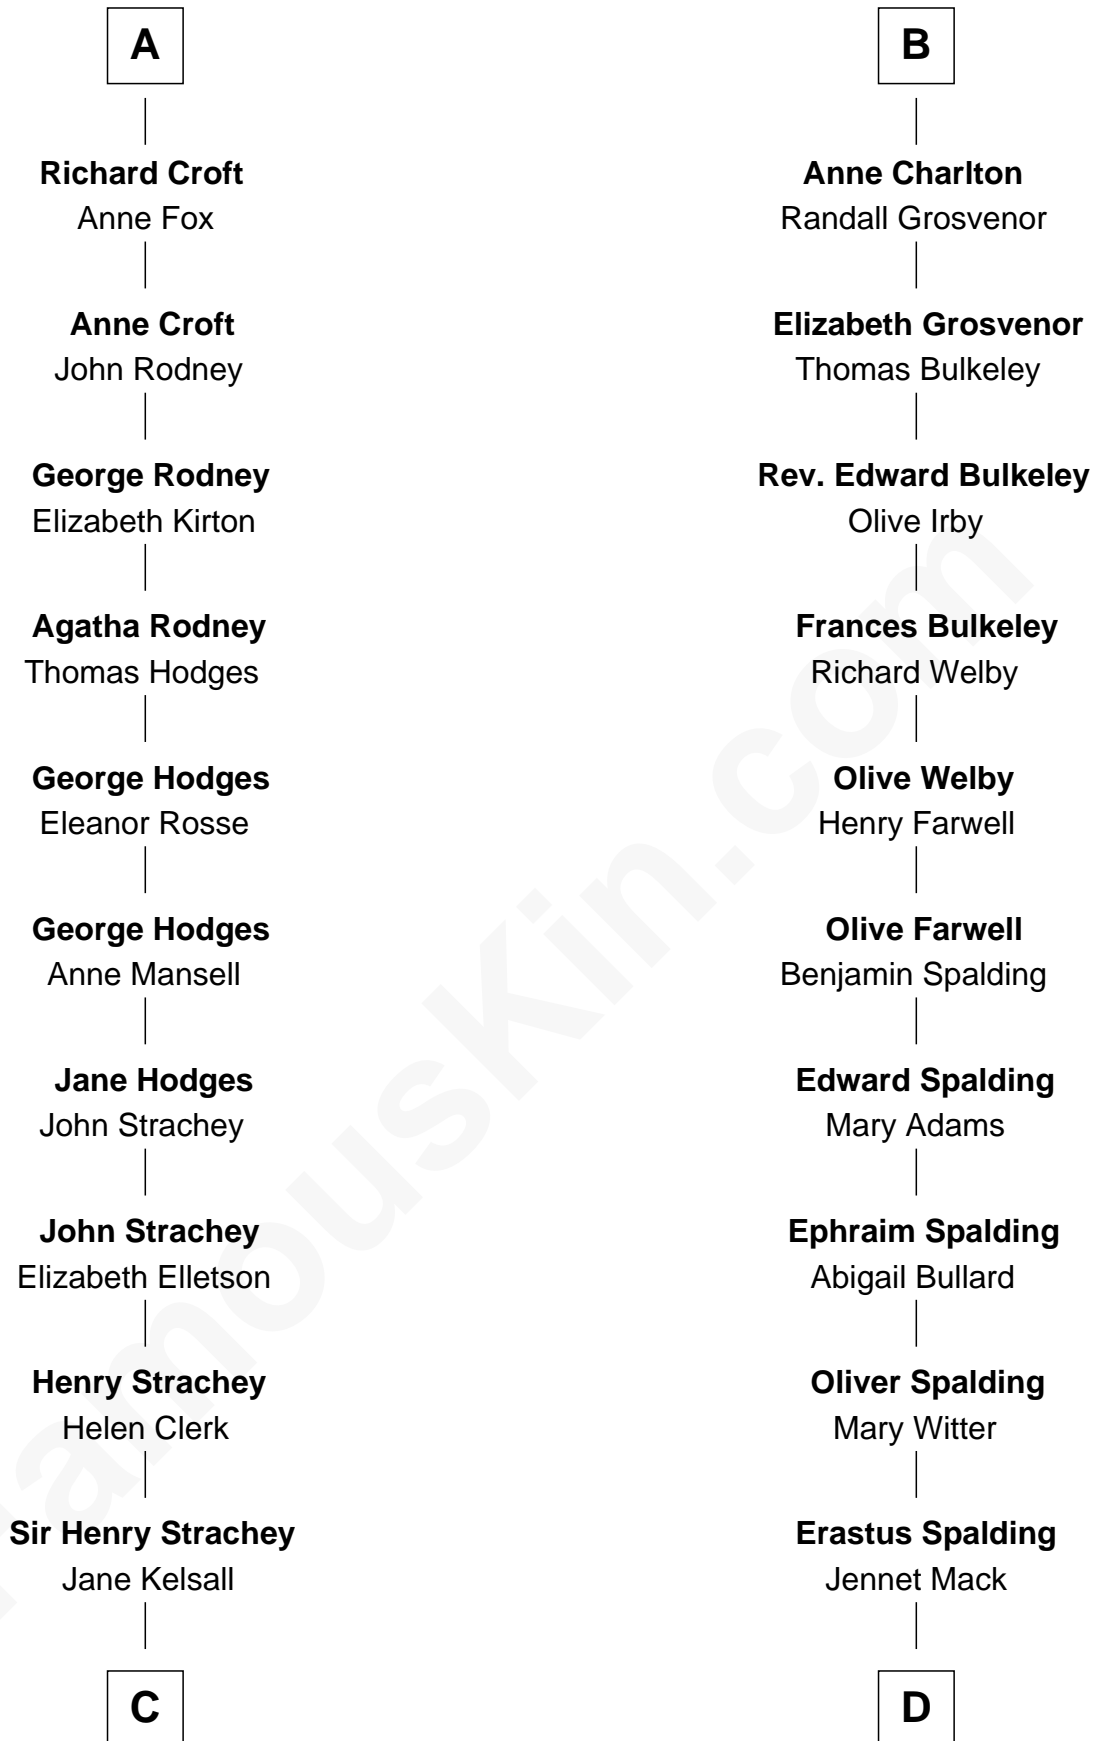 A
Richard Croft
Anne Fox
Anne Croft
John Rodney
George Rodney
Elizabeth Kirton
Agatha Rodney
Thomas Hodges
George Hodges
Eleanor Rosse
George Hodges
Anne Mansell
Jane Hodges
John Strachey
John Strachey
Elizabeth Elletson
Henry Strachey
Helen Clerk
Sir Henry Strachey
Jane Kelsall
C
B
Anne Charlton
Randall Grosvenor
Elizabeth Grosvenor
Thomas Bulkeley
Rev. Edward Bulkeley
Olive Irby
Frances Bulkeley
Richard Welby
Olive Welby
Henry Farwell
Olive Farwell
Benjamin Spalding
Edward Spalding
Mary Adams
Ephraim Spalding
Abigail Bullard
Oliver Spalding
Mary Witter
Erastus Spalding
Jennet Mack
D
FamousKin.com